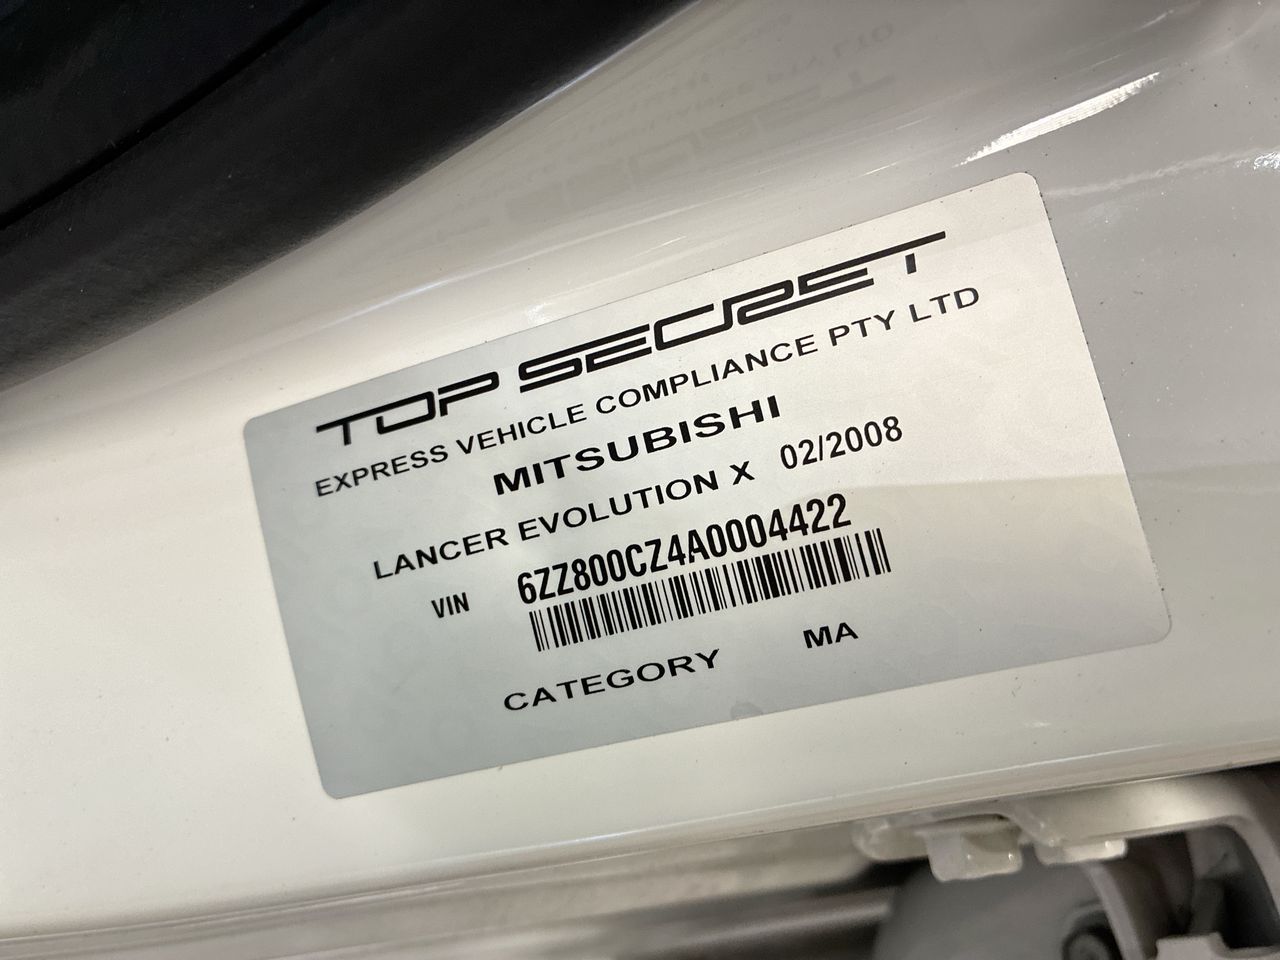 TOP SECRET
EXPRESS VEHICLE COMPLIANCE PTY LTD
MITSUBISHI
LANCER EVOLUTION X 02/2008
VIN 6ZZ800CZ4A0004422
CATEGORY MA